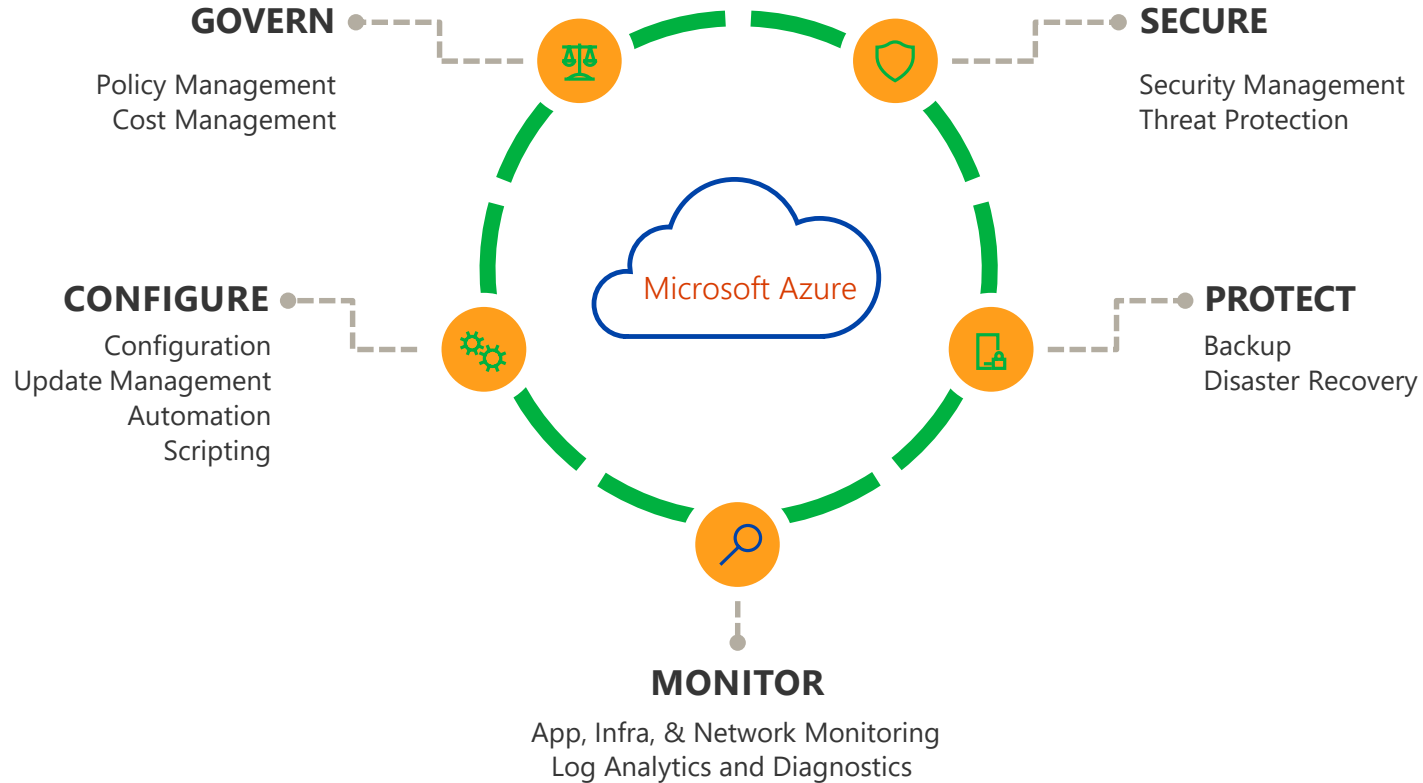 GOVERN
Policy Management
Cost Management
SECURE
Security Management
Threat Protection
Microsoft Azure
CONFIGURE
Configuration
Update Management
Automation
Scripting
PROTECT
Backup
Disaster Recovery
MONITOR
App, Infra, & Network Monitoring
Log Analytics and Diagnostics